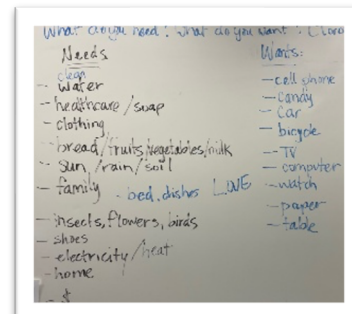 What do you need? What do you want?
Needs
clean
- water
- healthcare/soap
- clothing
- bread/fruits/vegetables/milk
- sun/rain/soil
- family - bed, dishes LOVE
- insects, flowers, birds
- shoes
- electricity/heat
- home
- $
Wants:
- cell phone
- candy
- car
- bicycle
- TV
- computer
- watch
- paper
- table